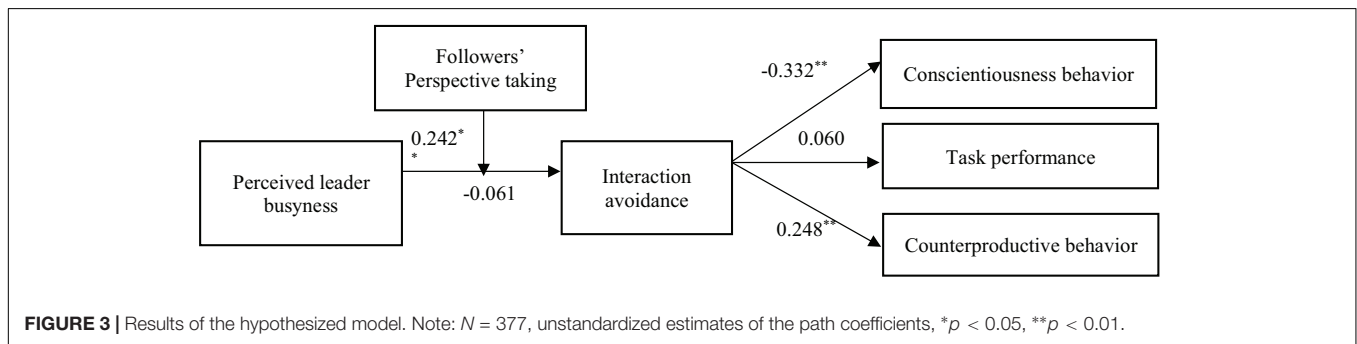 Followers'
Perspective taking
-0.332**
Conscientiousness behavior
0.242*
*
0.060
Perceived leader
busyness
-0.061
Interaction
avoidance
Task performance
0.248**
Counterproductive behavior
FIGURE 3 | Results of the hypothesized model. Note: N = 377, unstandardized estimates of the path coefficients, *p < 0.05, **p < 0.01.